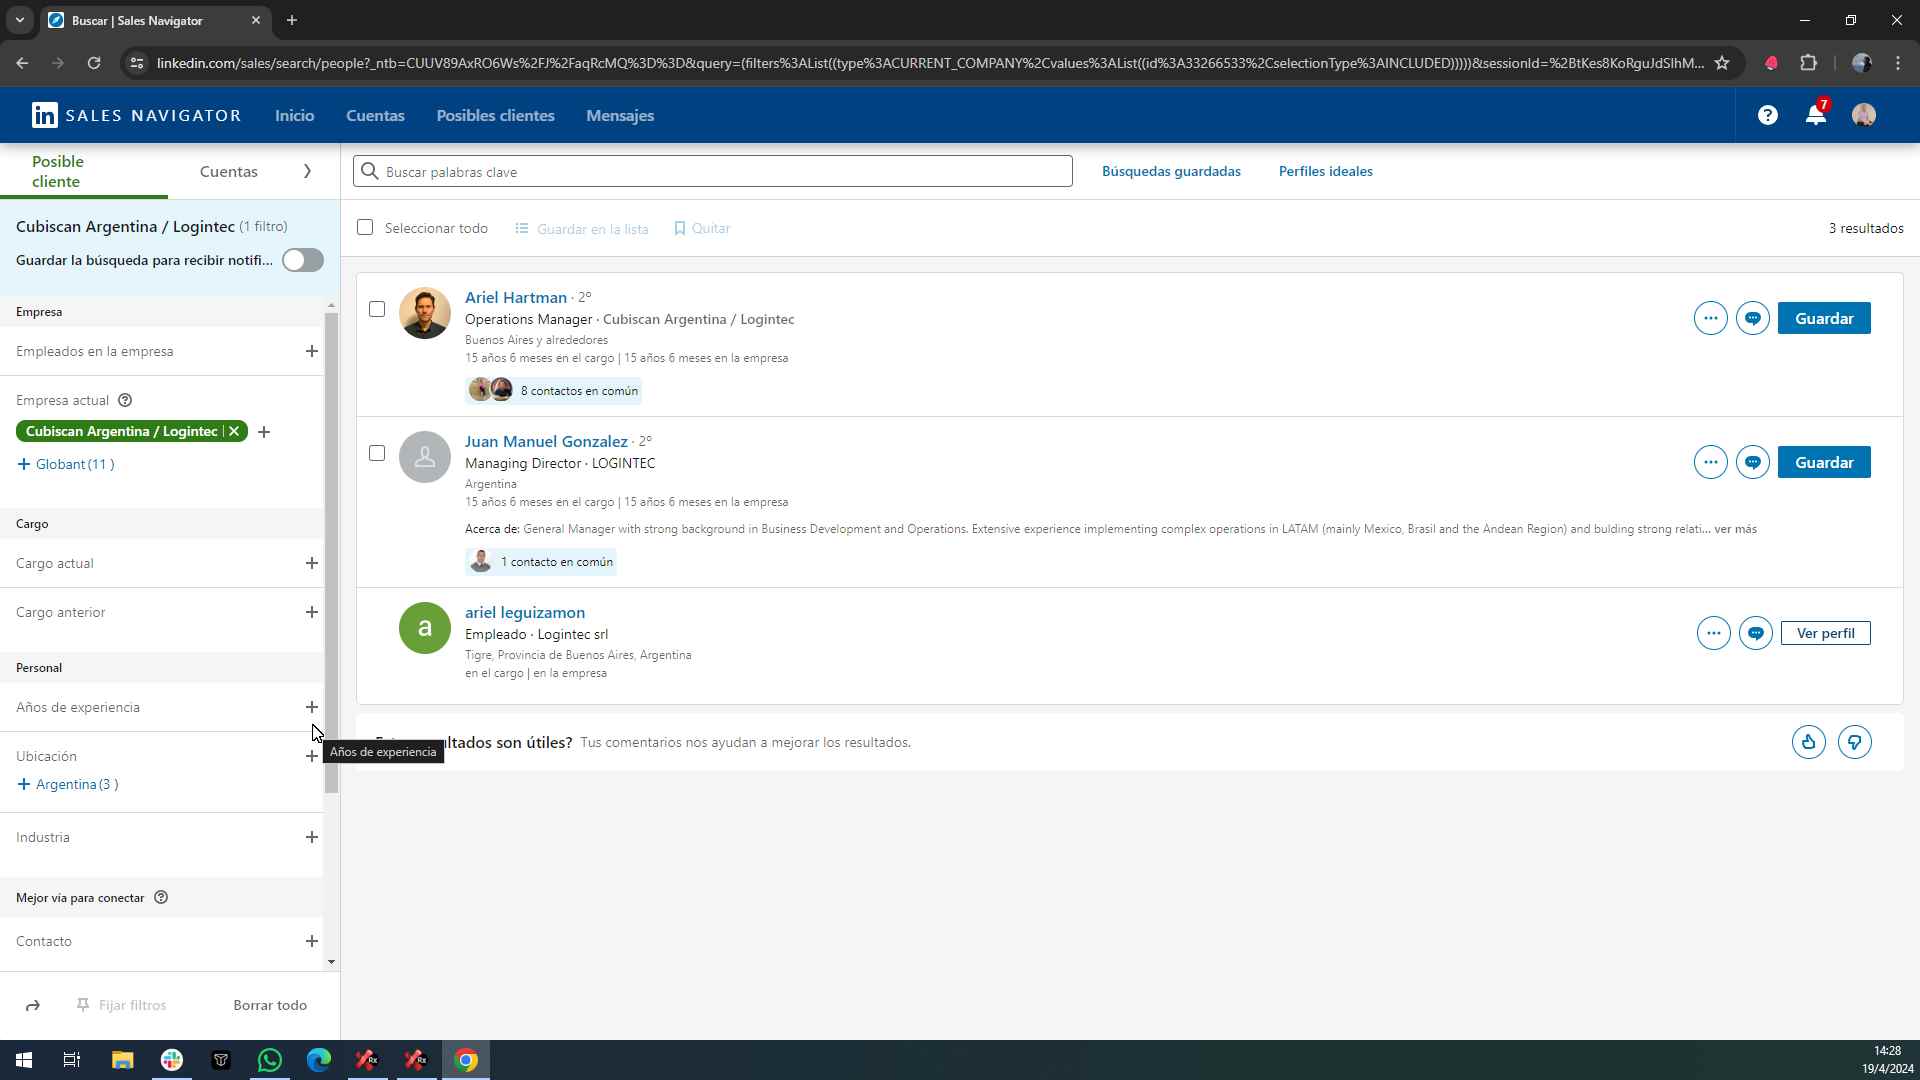 Buscar | Sales Navigator
linkedin.com/sales/search/people?_ntb=CUUV89AxRO6Ws%2FJ%2FaqRcMQ%3D%3D&query=(filters%3AList((type%3ACURRENT_COMPANY%2Cvalues%3AList((id%3A33266533%2CselectionType%3AINCLUDED)))))&sessionId=%2BtKes8KoRguJdSIhM...
in SALES NAVIGATOR
Inicio
Cuentas
Posibles clientes
Mensajes
?
7
Posible cliente
Cuentas
Buscar palabras clave
Búsquedas guardadas
Perfiles ideales
Cubiscan Argentina / Logintec (1 filtro)
Guardar la búsqueda para recibir notifi...
Seleccionar todo
Guardar en la lista
Quitar
3 resultados
Empresa
Empleados en la empresa
Empresa actual
Cubiscan Argentina / Logintec
Globant (11 )
Cargo
Cargo actual
Cargo anterior
Personal
Años de experiencia
Ubicación
Años de experiencia
Argentina (3 )
Industria
Mejor vía para conectar
Contacto
Fijar filtros
Borrar todo
Ariel Hartman · 2º
Operations Manager · Cubiscan Argentina / Logintec
Buenos Aires y alrededores
15 años 6 meses en el cargo | 15 años 6 meses en la empresa
8 contactos en común
Guardar
Juan Manuel Gonzalez · 2º
Managing Director · LOGINTEC
Argentina
15 años 6 meses en el cargo | 15 años 6 meses en la empresa
Acerca de: General Manager with strong background in Business Development and Operations. Extensive experience implementing complex operations in LATAM (mainly Mexico, Brasil and the Andean Region) and bulding strong relati... ver más
1 contacto en común
Guardar
a
ariel leguizamon
Empleado · Logintec srl
Tigre, Provincia de Buenos Aires, Argentina
en el cargo | en la empresa
Ver perfil
ltados son útiles? Tus comentarios nos ayudan a mejorar los resultados.
14:28
19/4/2024